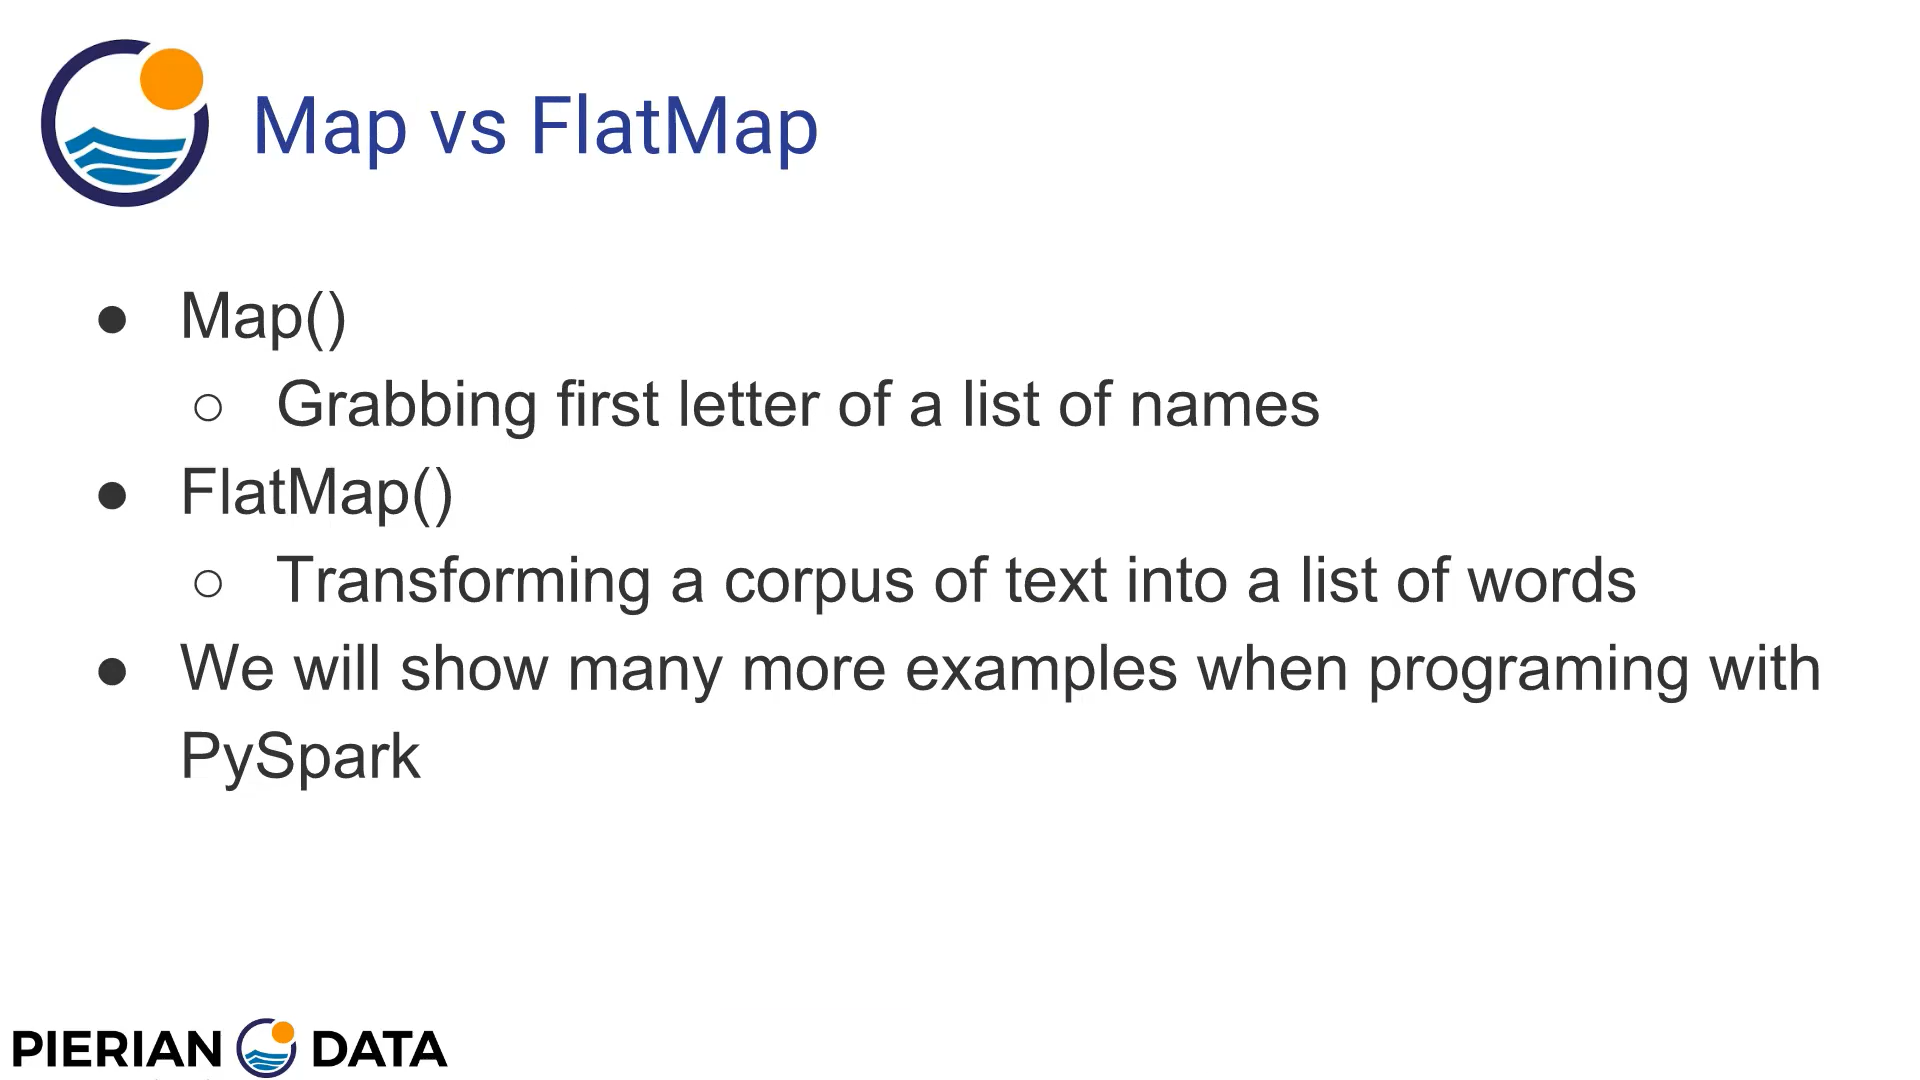 Map vs FlatMap
● Map()
○ Grabbing first letter of a list of names
● FlatMap()
○ Transforming a corpus of text into a list of words
● We will show many more examples when programing with
PySpark
PIERIAN DATA